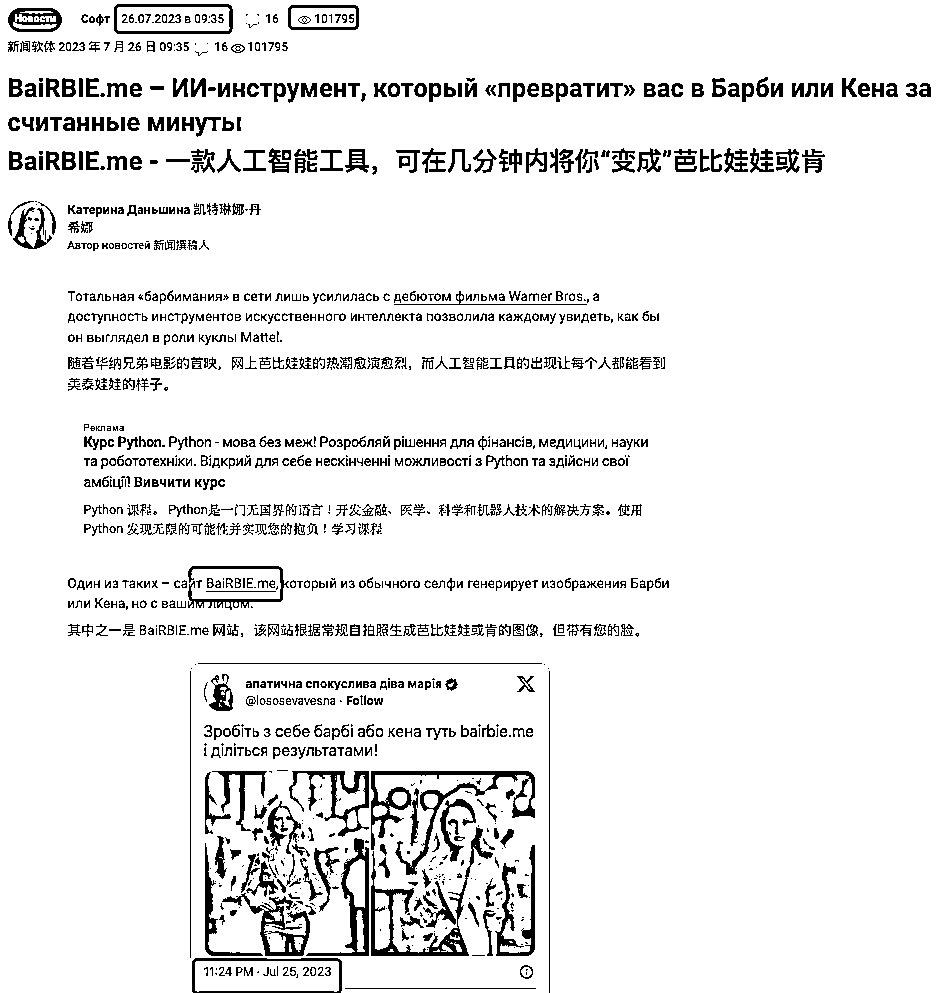 Новости Софт 26.07.2023 в 09:35 16 101795
新闻软体 2023 年 7 月 26 日 09:35 16 101795
BaiRBIE.me – ИИ-инструмент, который «превратит» вас в Барби или Кена за
считанные минуты
BaiRBIE.me - 一款人工智能工具，可在几分钟内将你“变成”芭比娃娃或肯
Катерина Даньшина 凯特琳娜·丹
希娜
Автор новостей 新闻撰稿人
Тотальная «барбимания» в сети лишь усилилась с дебютом фильма Warner Bros., а
доступность инструментов искусственного интеллекта позволила каждому увидеть, как бы
он выглядел в роли куклы Mattel.
随着华纳兄弟电影的首映，网上芭比娃娃的热潮愈演愈烈，而人工智能工具的出现让每个人都能看到
美泰娃娃的样子。
Реклама
Курс Python. Python - мова без меж! Розробляй рішення для фінансів, медицини, науки
та робототехніки. Відкрий для себе нескінченні можливості з Python та здійсни свої
амбіції! Вивчити курс
Python 课程。 Python是一门无国界的语言！开发金融、医学、科学和机器人技术的解决方案。使用
Python 发现无限的可能性并实现您的抱负！学习课程
Один из таких – сайт BaiRBIE.me, который из обычного селфи генерирует изображения Барби
или Кена, но с вашим лицом.
其中之一是 BaiRBIE.me 网站，该网站根据常规自拍照生成芭比娃娃或肯的图像，但带有您的脸。
апатична спокуслива діва марія
@lososevavesna · Follow
Зробіть з себе барбі або кена туть bairbie.me
і діліться результатами!
11:24 PM · Jul 25, 2023